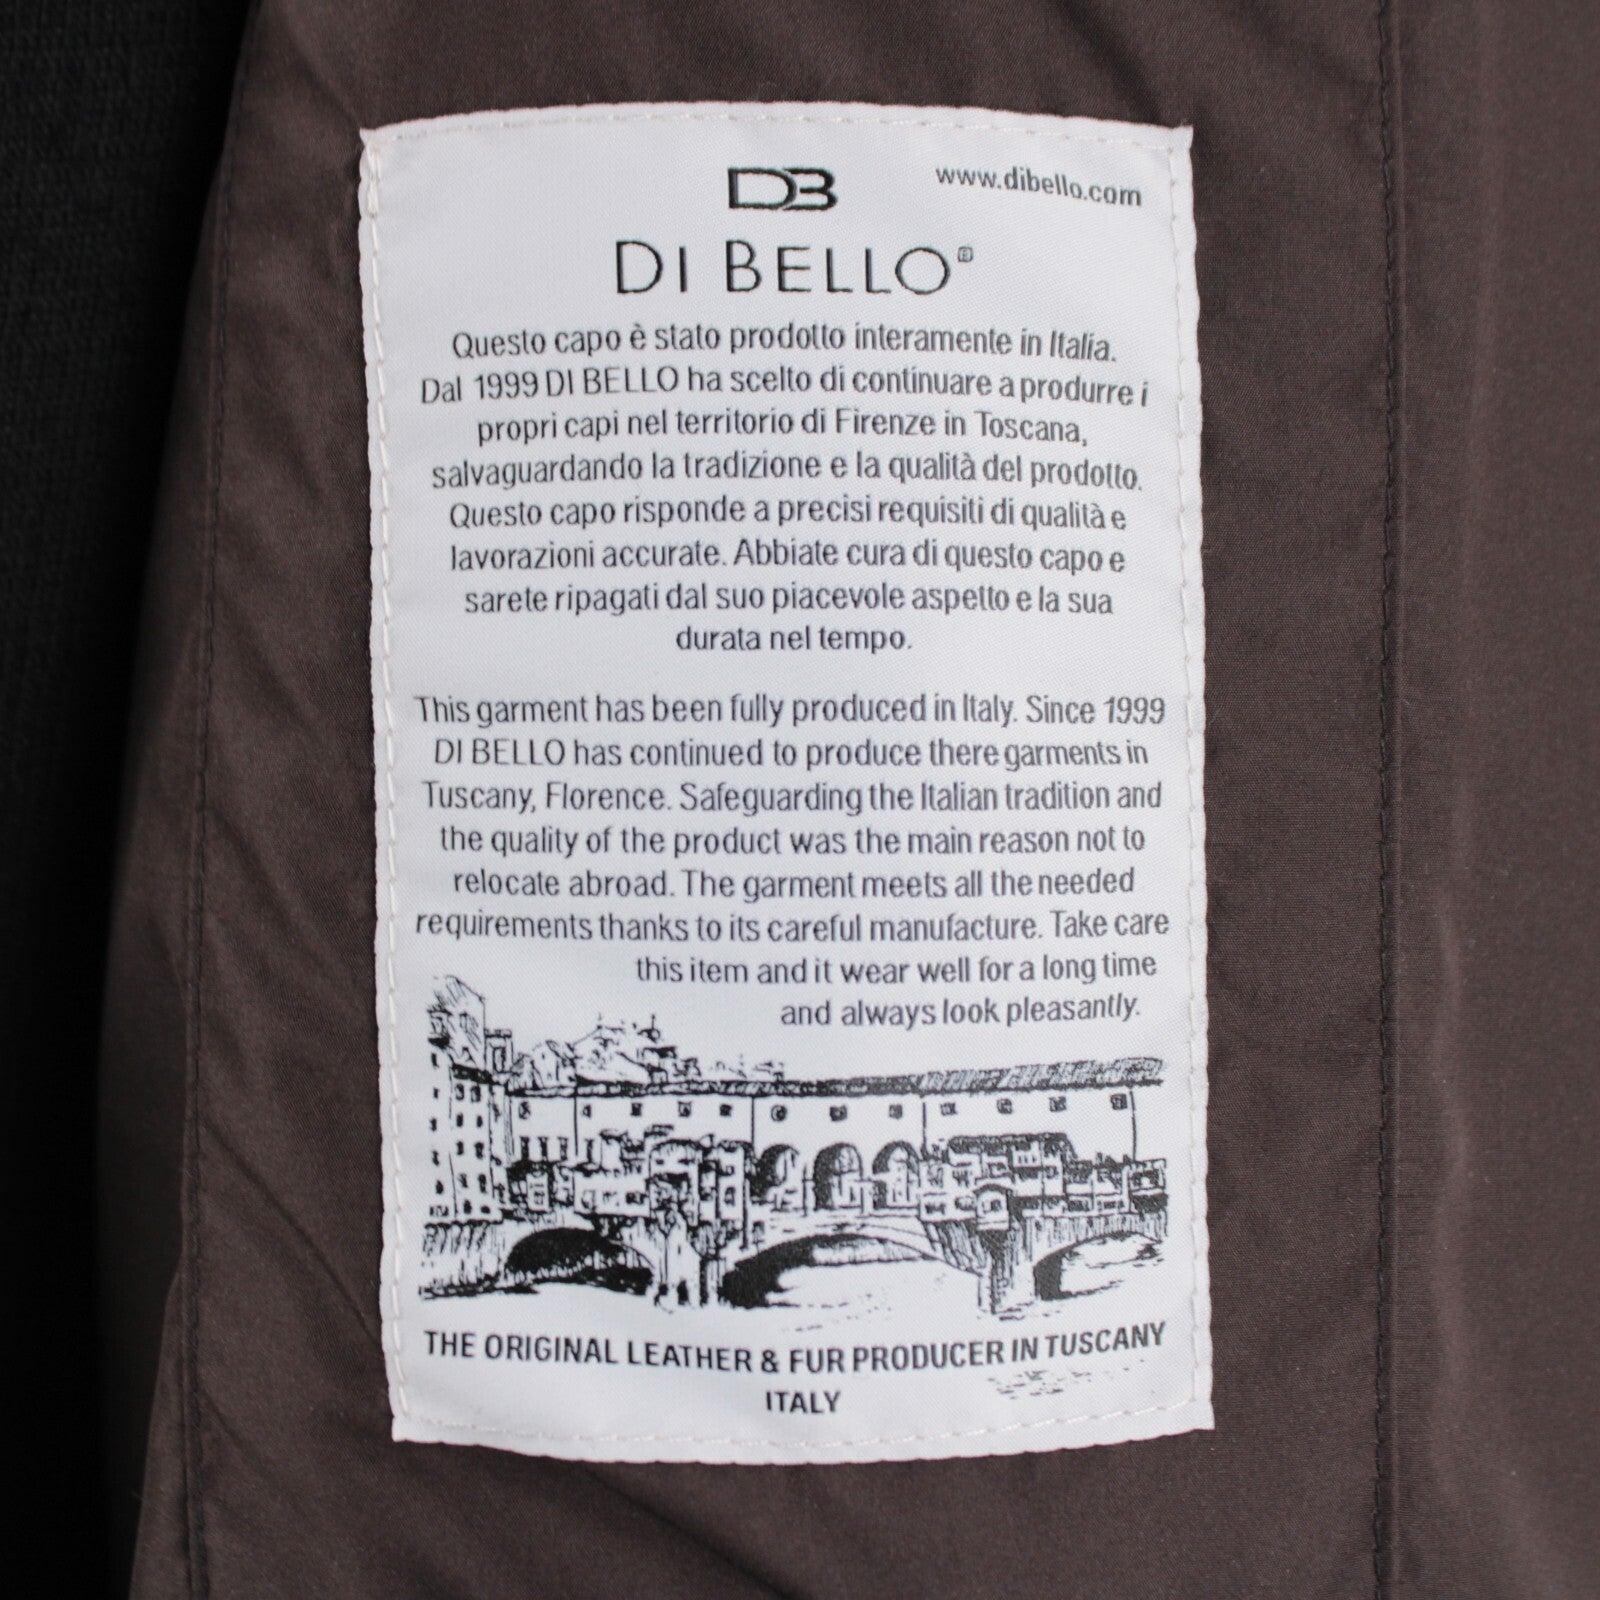 DB
www.dibello.com
DI BELLO®
Questo capo è stato prodotto interamente in Italia.
Dal 1999 DI BELLO ha scelto di continuare a produrre i
propri capi nel territorio di Firenze in Toscana,
salvaguardando la tradizione e la qualità del prodotto.
Questo capo risponde a precisi requisiti di qualità e
lavorazioni accurate. Abbiate cura di questo capo e
sarete ripagati dal suo piacevole aspetto e la sua
durata nel tempo.
This garment has been fully produced in Italy. Since 1999
DI BELLO has continued to produce there garments in
Tuscany, Florence. Safeguarding the Italian tradition and
the quality of the product was the main reason not to
relocate abroad. The garment meets all the needed
requirements thanks to its careful manufacture. Take care
this item and it wear well for a long time
and always look pleasantly.
THE ORIGINAL LEATHER & FUR PRODUCER IN TUSCANY
ITALY